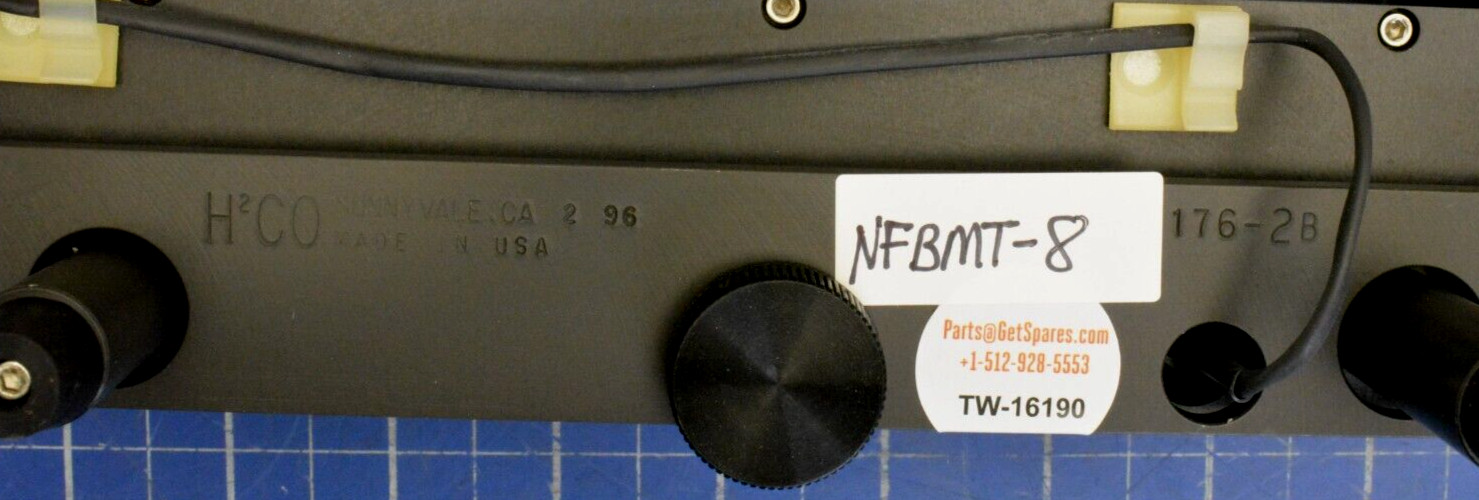 H²CO SUNNYVALE.CA 2 96
MADE IN USA
NFBMT-8
176-2B
Parts@GetSpares.com
+1-512-928-5553
TW-16190